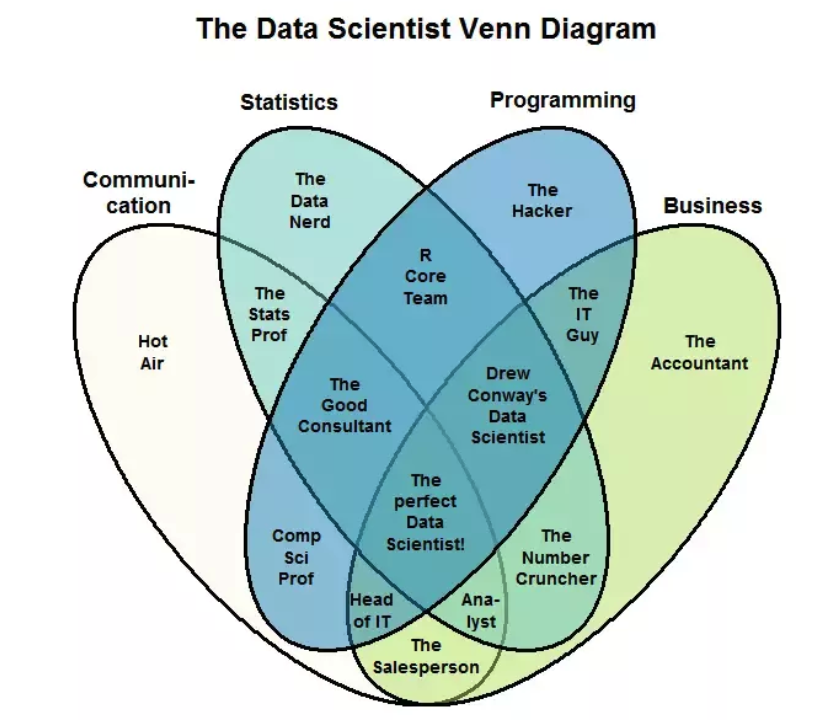 The Data Scientist Venn Diagram
Statistics
Programming
Communi-
cation
Business
The
Data
Nerd
The
Hacker
R
Core
Team
The
Stats
Prof
The
IT
Guy
Hot
Air
The
Accountant
The
Good
Consultant
Drew
Conway's
Data
Scientist
The
perfect
Data
Scientist!
Comp
Sci
Prof
The
Number
Cruncher
Head
of IT
Ana-
lyst
The
Salesperson